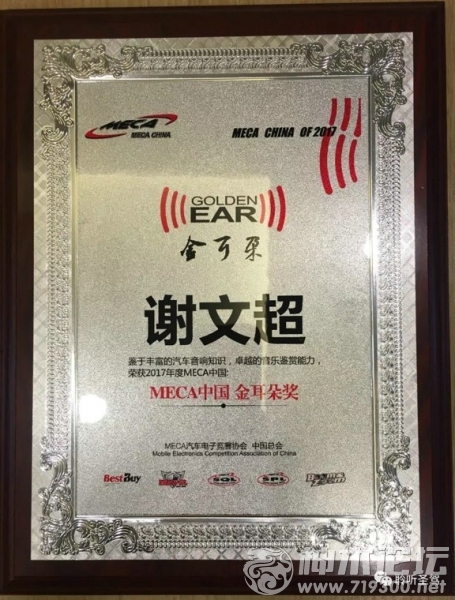 MECA
MECA CHINA
MECA CHINA OF 2017
GOLDEN
EAR
金耳朵
谢文超
鉴于丰富的汽车音响知识，卓越的音乐鉴赏能力，
荣获2017年度MECA中国:
MECA中国 金耳朵奖
MECA汽车电子竞赛协会 中国总会
Mobile Electronics Competition Association of China
BestBuy
SQL
SPL
神农论坛
www.719300.net
聆听圣驾